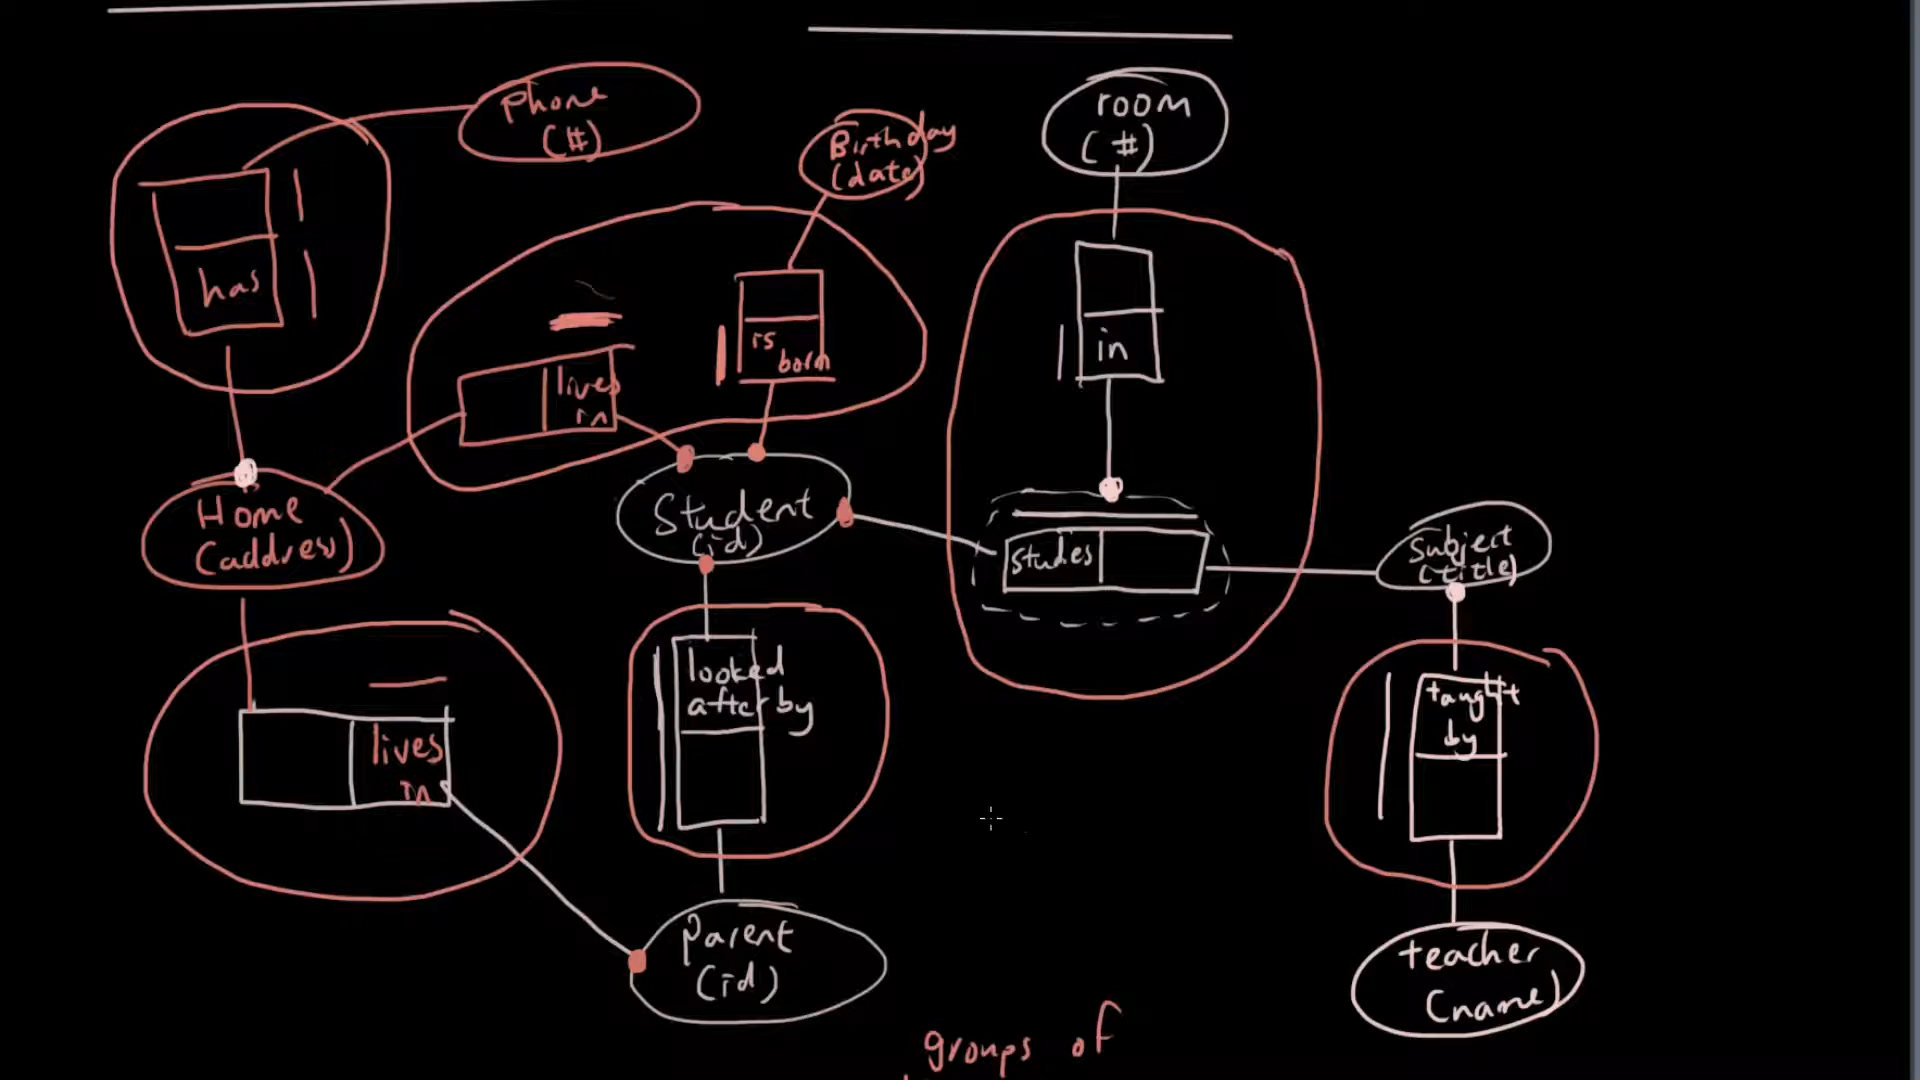 phone
(#)
Birthday
(date)
room
(#)
has
is
born
in
lives
in
Home
(address)
Student
(id)
studies
subject
(title)
looked
after by
taught
by
lives
in
parent
(id)
teacher
(name)
groups of